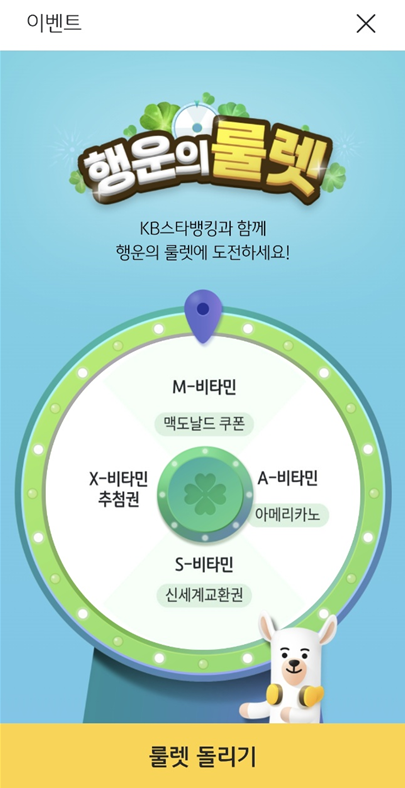 이벤트
행운의룰렛
KB스타뱅킹과 함께
행운의 룰렛에 도전하세요!
M-비타민
맥도날드 쿠폰
X-비타민
추첨권
A-비타민
아메리카노
S-비타민
신세계교환권
룰렛 돌리기